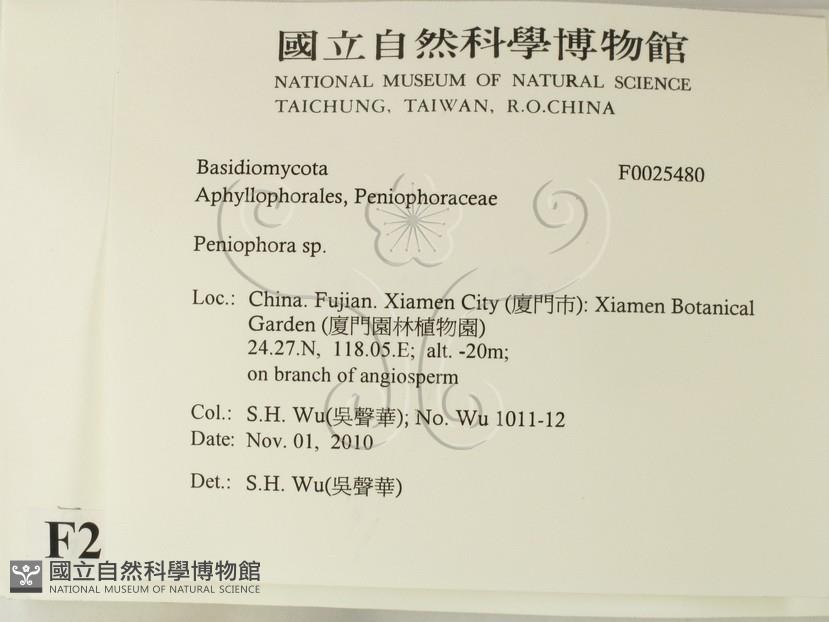 國立自然科學博物館
NATIONAL MUSEUM OF NATURAL SCIENCE
TAICHUNG, TAIWAN, R.O.CHINA
Basidiomycota F0025480
Aphyllophorales, Peniophoraceae
Peniophora sp.
Loc.: China. Fujian. Xiamen City (廈門市): Xiamen Botanical
Garden (廈門園林植物園)
24.27.N, 118.05.E; alt. -20m;
on branch of angiosperm
Col.: S.H. Wu(吳聲華); No. Wu 1011-12
Date: Nov. 01, 2010
Det.: S.H. Wu(吳聲華)
F2
國立自然科學博物館
NATIONAL MUSEUM OF NATURAL SCIENCE